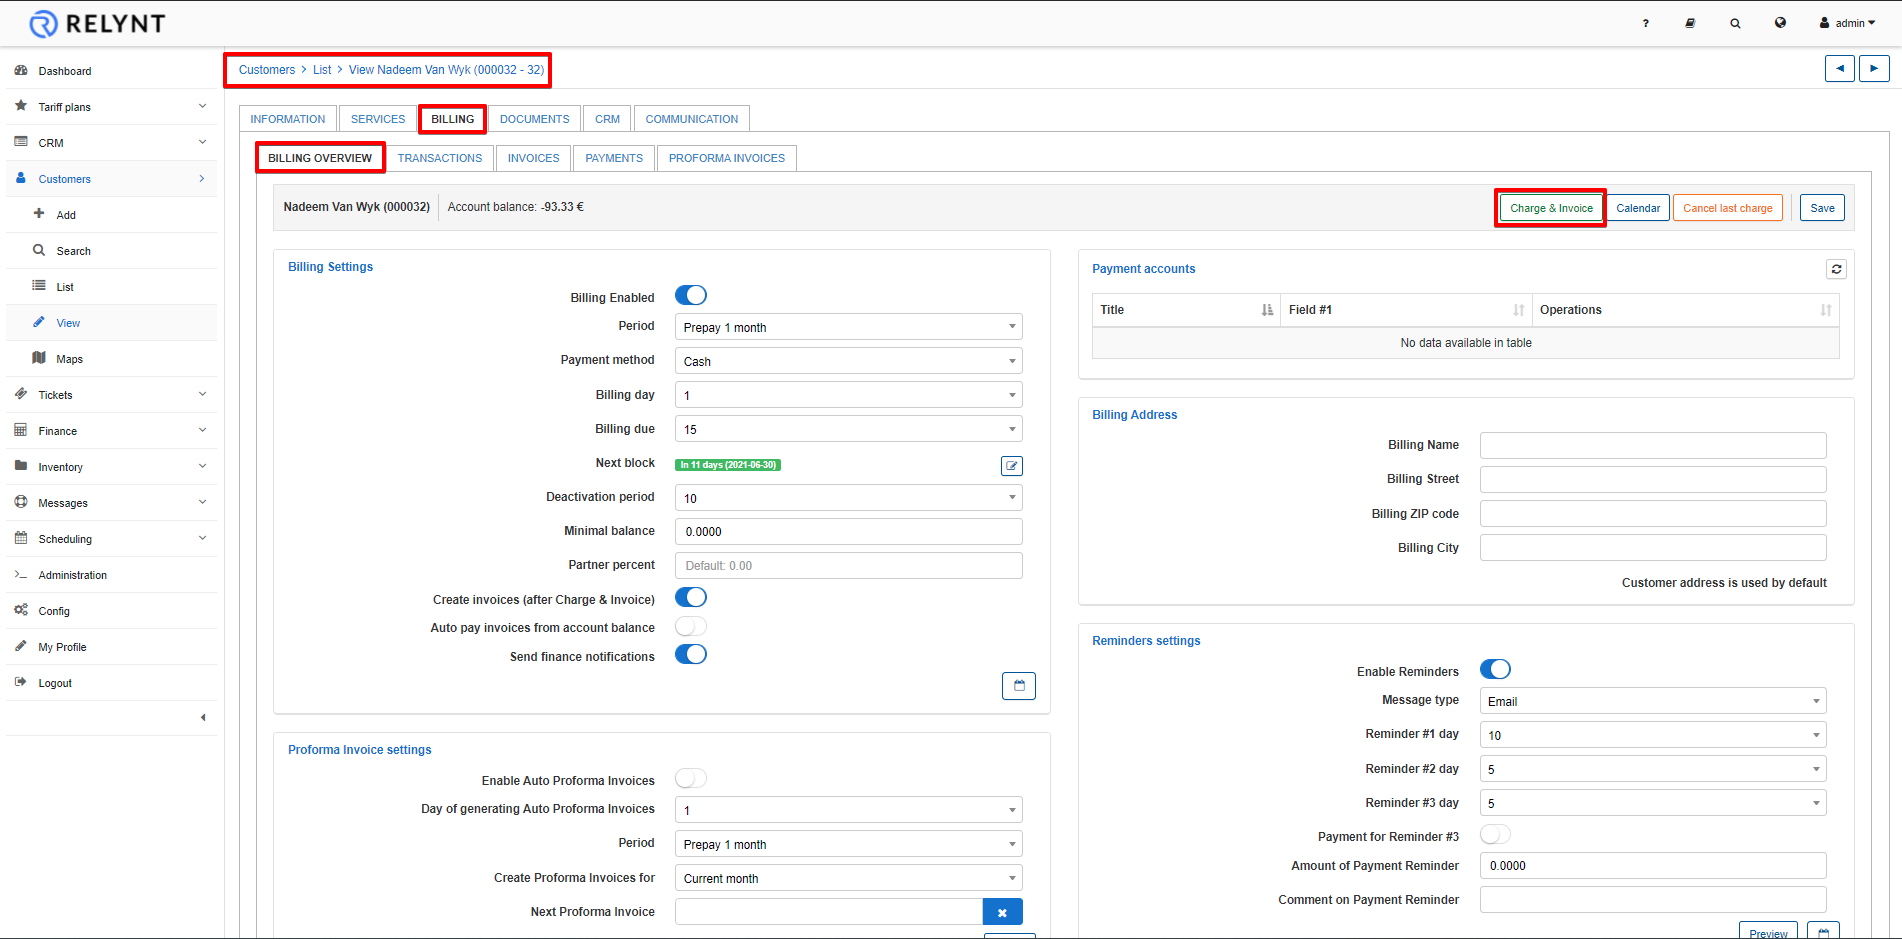 RELYNT
?
admin
Dashboard
Tariff plans
CRM
Customers
Add
Search
List
View
Maps
Tickets
Finance
Inventory
Messages
Scheduling
Administration
Config
My Profile
Logout
Customers > List > View Nadeem Van Wyk (000032 - 32)
INFORMATION SERVICES BILLING DOCUMENTS CRM COMMUNICATION
BILLING OVERVIEW TRANSACTIONS INVOICES PAYMENTS PROFORMA INVOICES
Nadeem Van Wyk (000032) Account balance: -93.33 €
Charge & Invoice Calendar Cancel last charge Save
Billing Settings
Billing Enabled
Period Prepay 1 month
Payment method Cash
Billing day 1
Billing due 15
Next block In 11 days (2021-06-30)
Deactivation period 10
Minimal balance 0.0000
Partner percent Default: 0.00
Create invoices (after Charge & Invoice)
Auto pay invoices from account balance
Send finance notifications
Proforma Invoice settings
Enable Auto Proforma Invoices
Day of generating Auto Proforma Invoices 1
Period Prepay 1 month
Create Proforma Invoices for Current month
Next Proforma Invoice
Payment accounts
Title Field #1 Operations
No data available in table
Billing Address
Billing Name
Billing Street
Billing ZIP code
Billing City
Customer address is used by default
Reminders settings
Enable Reminders
Message type Email
Reminder #1 day 10
Reminder #2 day 5
Reminder #3 day 5
Payment for Reminder #3
Amount of Payment Reminder 0.0000
Comment on Payment Reminder
Preview